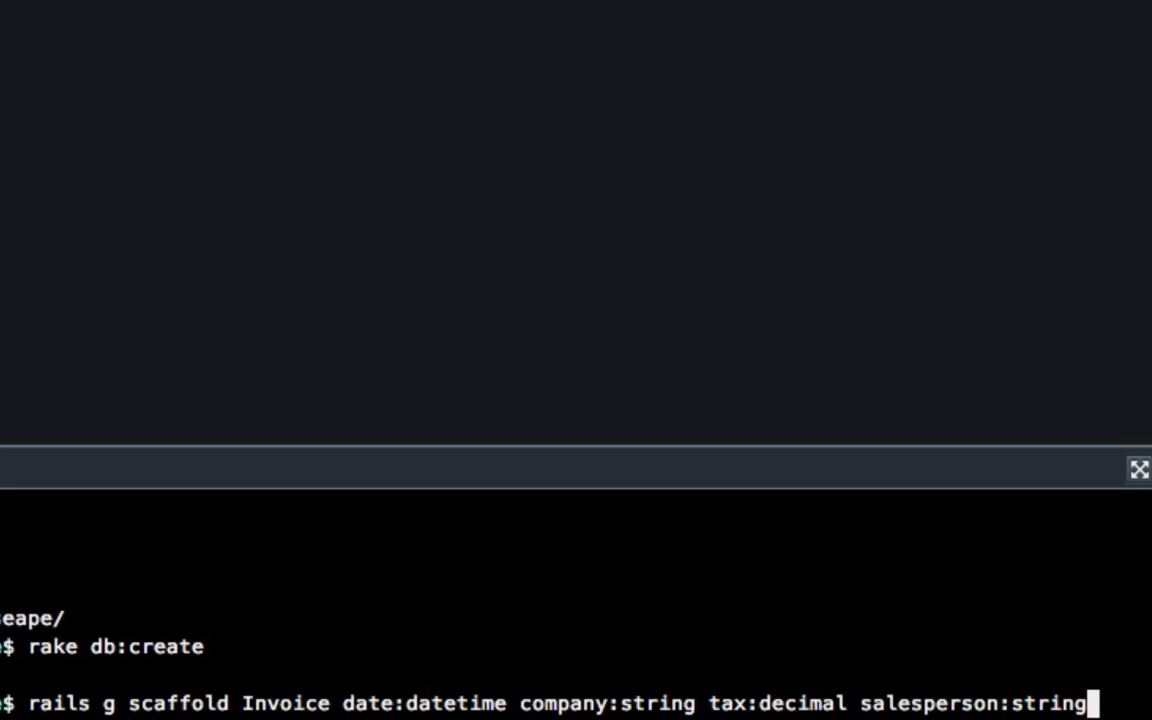 eape/
$ rake db:create
$ rails g scaffold Invoice date:datetime company:string tax:decimal salesperson:string